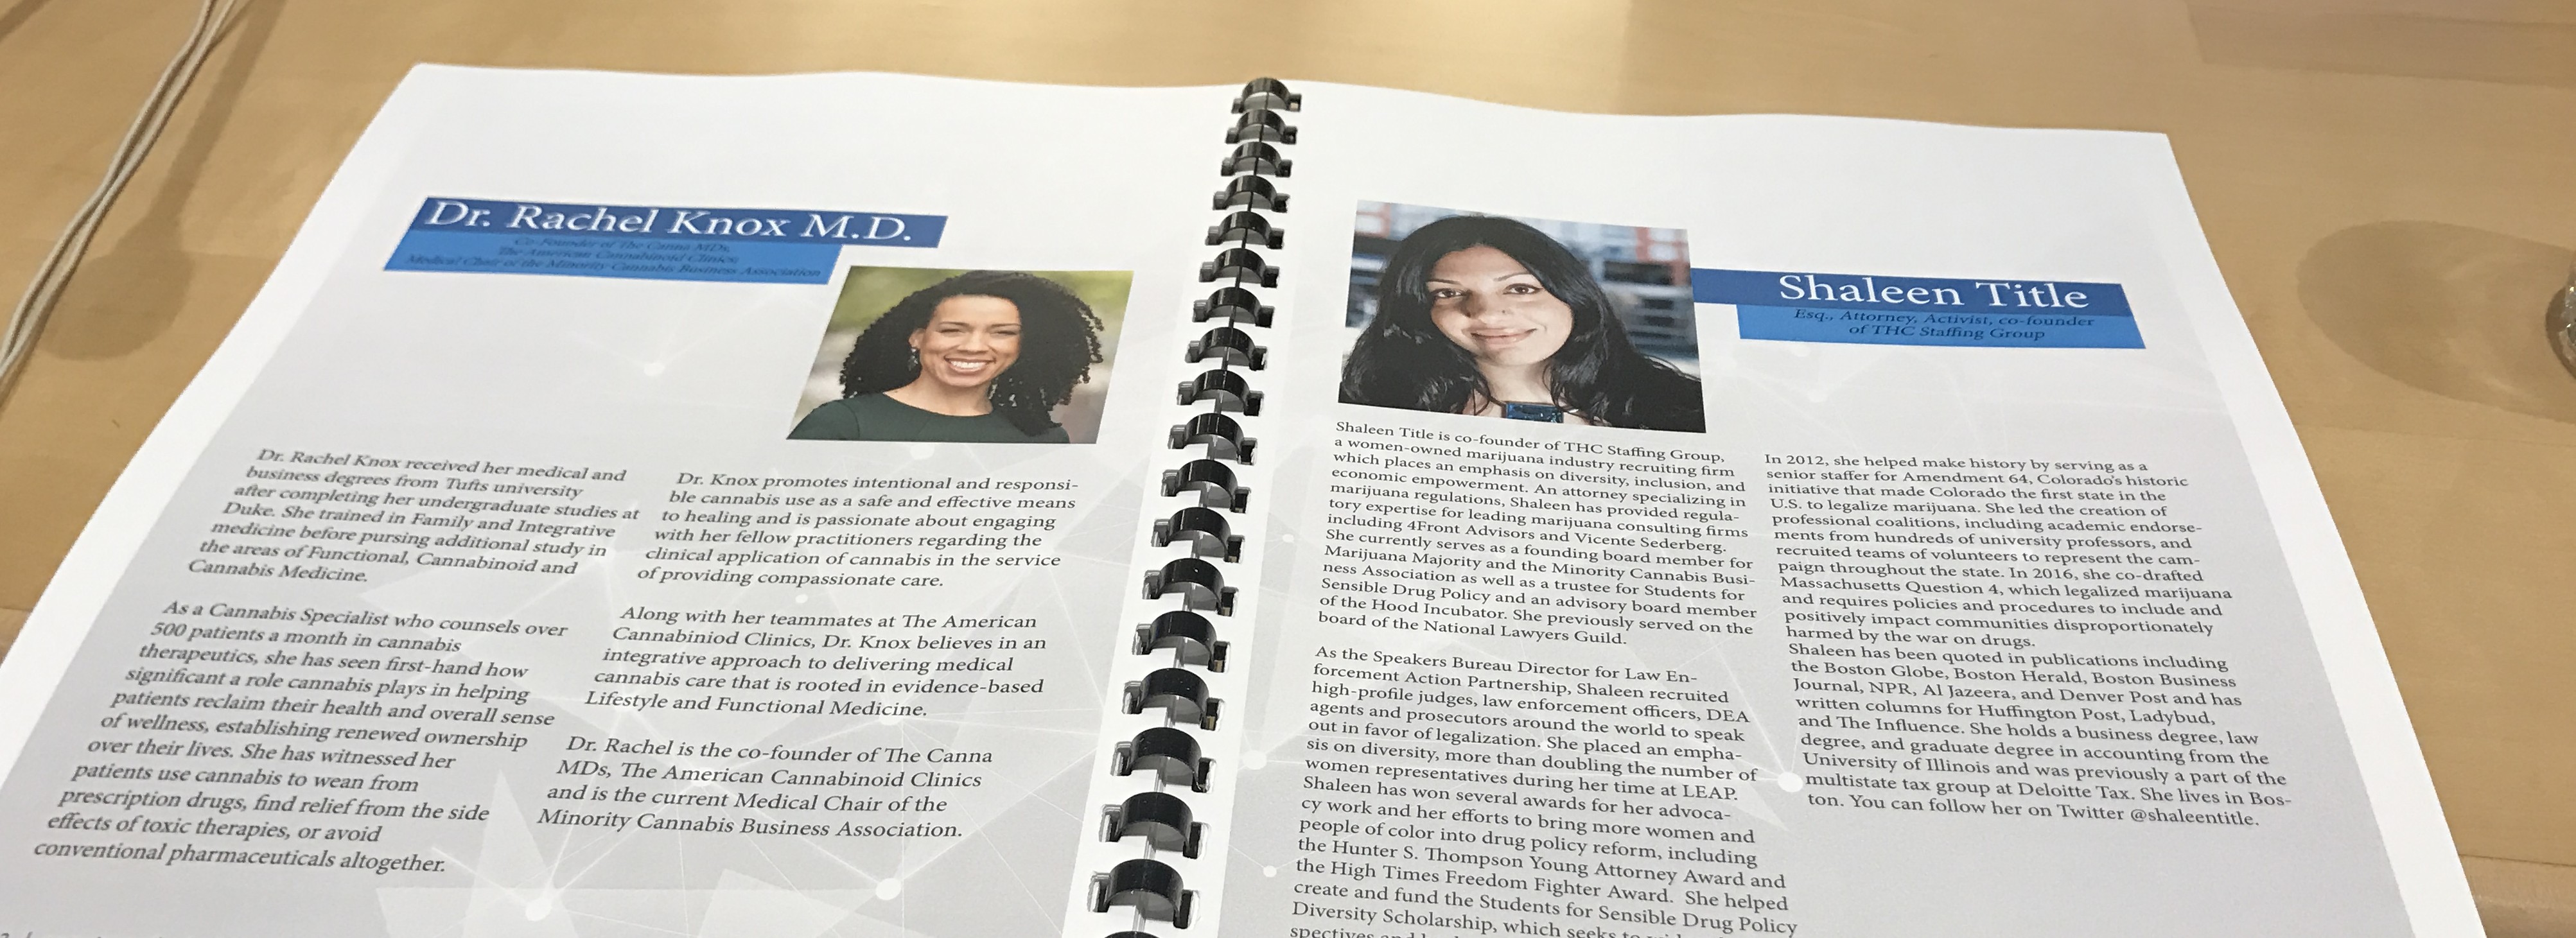 Dr. Rachel Knox M.D.
Co-Founder of The Canna MDs,
The American Cannabinoid Clinics
Medical Chair of the Minority Cannabis Business Association
Dr. Rachel Knox received her medical and
business degrees from Tufts university
after completing her undergraduate studies at
Duke. She trained in Family and Integrative
medicine before pursing additional study in
the areas of Functional, Cannabinoid and
Cannabis Medicine.
As a Cannabis Specialist who counsels over
500 patients a month in cannabis
therapeutics, she has seen first-hand how
significant a role cannabis plays in helping
patients reclaim their health and overall sense
of wellness, establishing renewed ownership
over their lives. She has witnessed her
patients use cannabis to wean from
prescription drugs, find relief from the side
effects of toxic therapies, or avoid
conventional pharmaceuticals altogether.
Dr. Knox promotes intentional and responsi-
ble cannabis use as a safe and effective means
to healing and is passionate about engaging
with her fellow practitioners regarding the
clinical application of cannabis in the service
of providing compassionate care.
Along with her teammates at The American
Cannabiniod Clinics, Dr. Knox believes in an
integrative approach to delivering medical
cannabis care that is rooted in evidence-based
Lifestyle and Functional Medicine.
Dr. Rachel is the co-founder of The Canna
MDs, The American Cannabinoid Clinics
and is the current Medical Chair of the
Minority Cannabis Business Association.
Shaleen Title
Esq., Attorney, Activist, co-founder
of THC Staffing Group
Shaleen Title is co-founder of THC Staffing Group,
a women-owned marijuana industry recruiting firm
which places an emphasis on diversity, inclusion, and
economic empowerment. An attorney specializing in
marijuana regulations, Shaleen has provided regula-
tory expertise for leading marijuana consulting firms
including 4Front Advisors and Vicente Sederberg.
She currently serves as a founding board member for
Marijuana Majority and the Minority Cannabis Busi-
ness Association as well as a trustee for Students for
Sensible Drug Policy and an advisory board member
of the Hood Incubator. She previously served on the
board of the National Lawyers Guild.
As the Speakers Bureau Director for Law En-
forcement Action Partnership, Shaleen recruited
high-profile judges, law enforcement officers, DEA
agents and prosecutors around the world to speak
out in favor of legalization. She placed an empha-
sis on diversity, more than doubling the number of
women representatives during her time at LEAP.
Shaleen has won several awards for her advoca-
cy work and her efforts to bring more women and
people of color into drug policy reform, including
the Hunter S. Thompson Young Attorney Award and
the High Times Freedom Fighter Award. She helped
create and fund the Students for Sensible Drug Policy
Diversity Scholarship, which seeks to
spectives and
In 2012, she helped make history by serving as a
senior staffer for Amendment 64, Colorado's historic
initiative that made Colorado the first state in the
U.S. to legalize marijuana. She led the creation of
professional coalitions, including academic endorse-
ments from hundreds of university professors, and
recruited teams of volunteers to represent the cam-
paign throughout the state. In 2016, she co-drafted
Massachusetts Question 4, which legalized marijuana
and requires policies and procedures to include and
positively impact communities disproportionately
harmed by the war on drugs.
Shaleen has been quoted in publications including
the Boston Globe, Boston Herald, Boston Business
Journal, NPR, Al Jazeera, and Denver Post and has
written columns for Huffington Post, Ladybud,
and The Influence. She holds a business degree, law
degree, and graduate degree in accounting from the
University of Illinois and was previously a part of the
multistate tax group at Deloitte Tax. She lives in Bos-
ton. You can follow her on Twitter @shaleentitle.